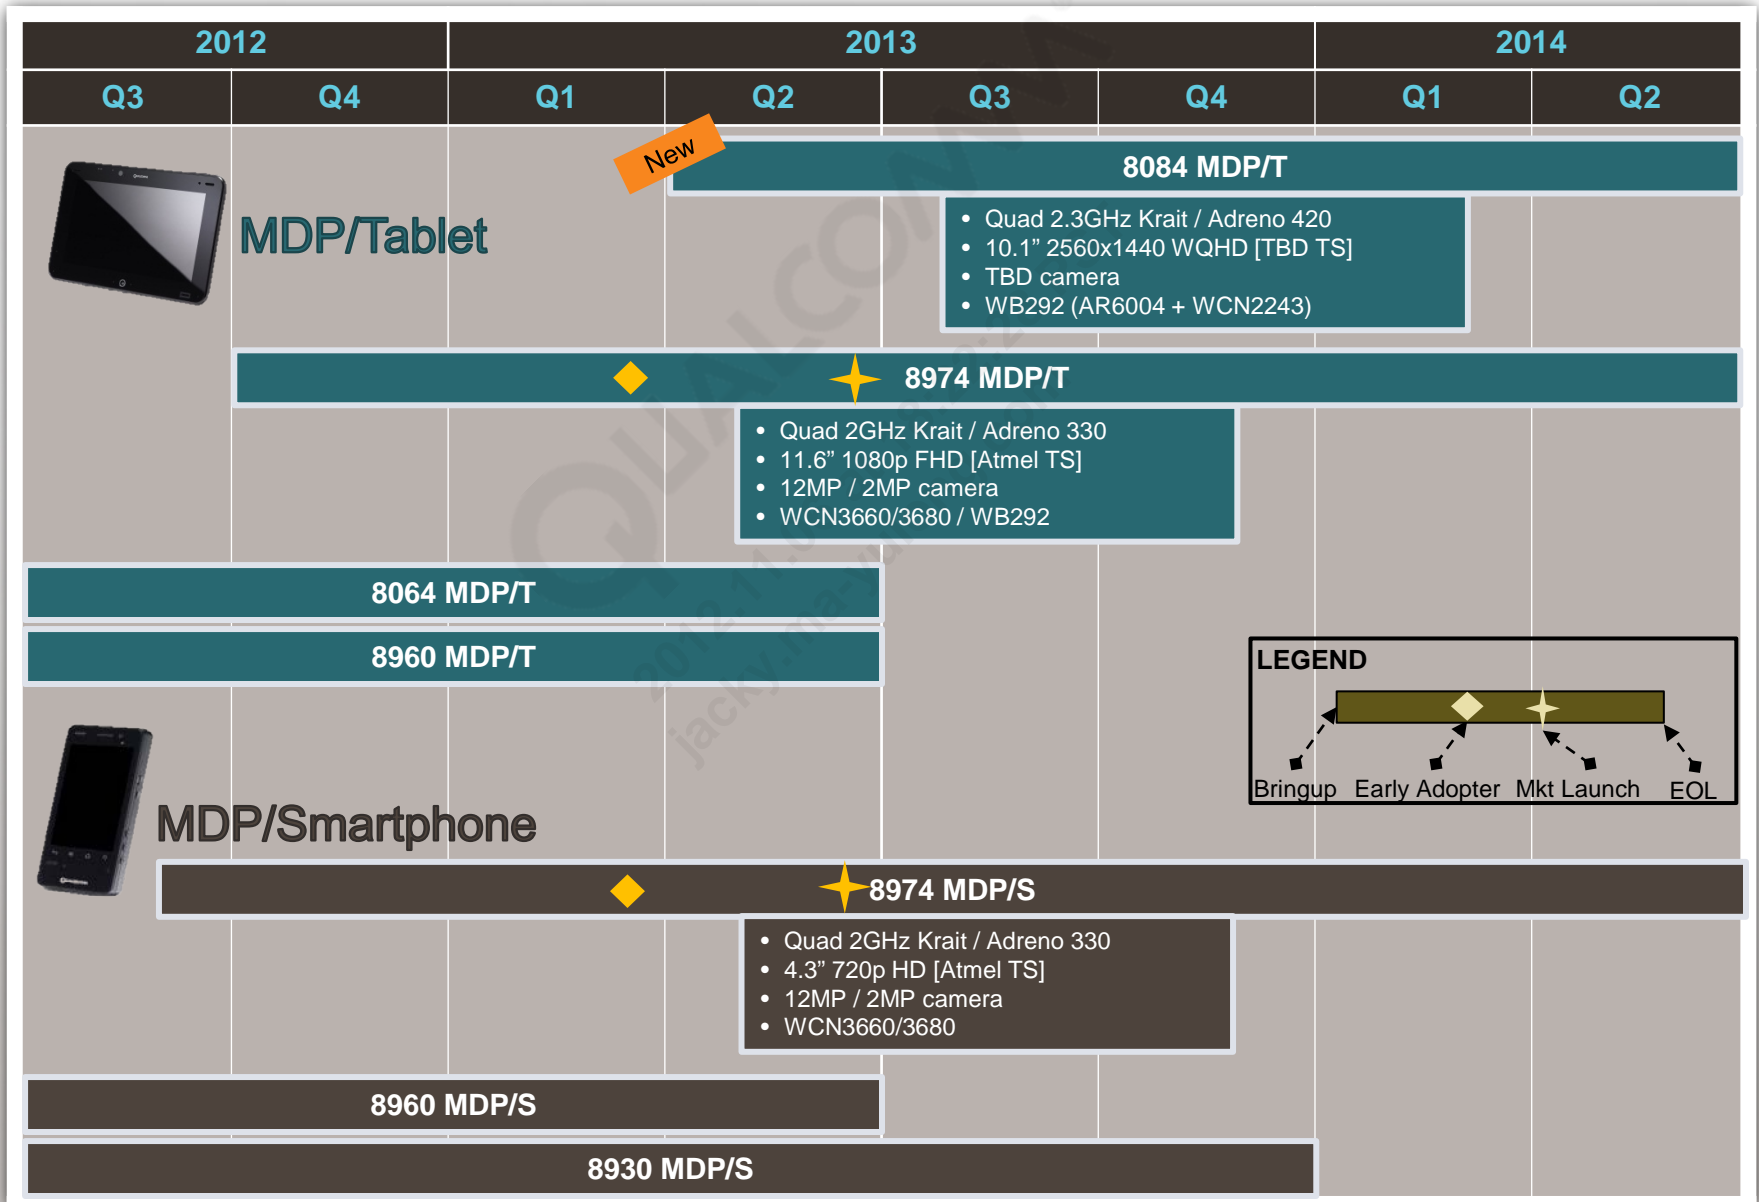 2012 2013 2014
Q3 Q4 Q1 Q2 Q3 Q4 Q1 Q2
New
8084 MDP/T
MDP/Tablet
• Quad 2.3GHz Krait / Adreno 420
• 10.1” 2560x1440 WQHD [TBD TS]
• TBD camera
• WB292 (AR6004 + WCN2243)
8974 MDP/T
• Quad 2GHz Krait / Adreno 330
• 11.6” 1080p FHD [Atmel TS]
• 12MP / 2MP camera
• WCN3660/3680 / WB292
8064 MDP/T
8960 MDP/T
LEGEND
Bringup Early Adopter Mkt Launch EOL
MDP/Smartphone
8974 MDP/S
• Quad 2GHz Krait / Adreno 330
• 4.3” 720p HD [Atmel TS]
• 12MP / 2MP camera
• WCN3660/3680
8960 MDP/S
8930 MDP/S
QUALCOMM